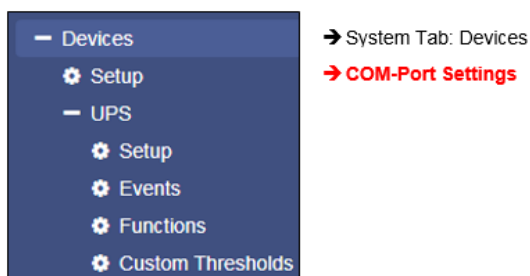 Devices
Setup
UPS
Setup
Events
Functions
Custom Thresholds
➔ System Tab: Devices
➔ COM-Port Settings